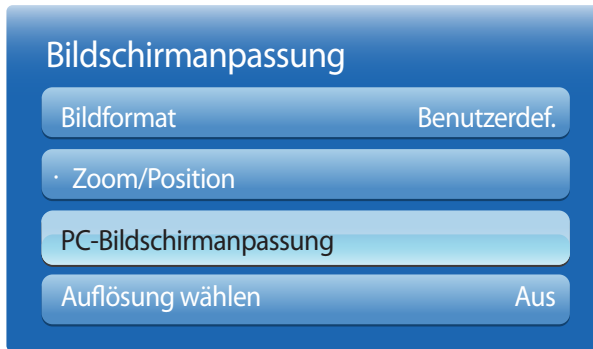 Bildschirmanpassung
Bildformat Benutzerdef.
· Zoom/Position
PC-Bildschirmanpassung
Auflösung wählen Aus